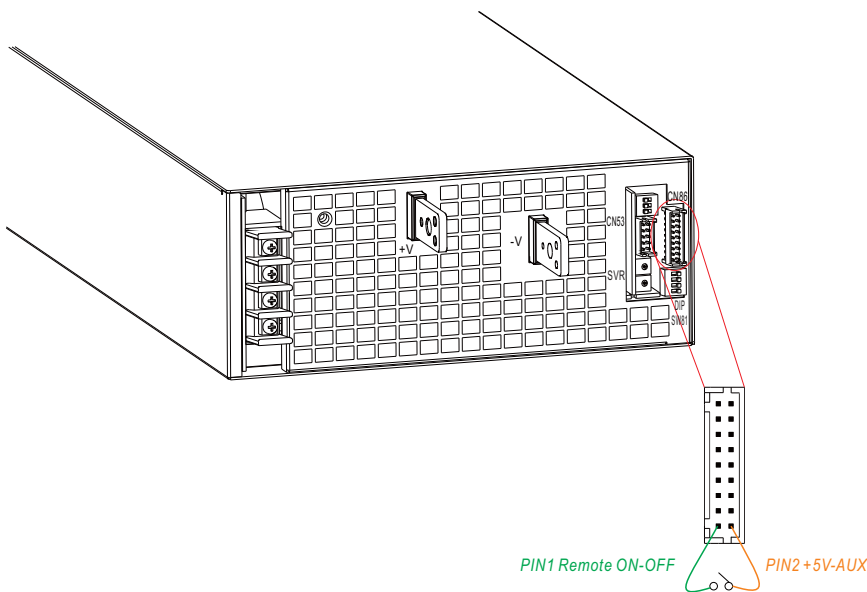 CN86
CN53
+V
-V
SVR
DIP
SW81
PIN1 Remote ON-OFF
PIN2 +5V-AUX